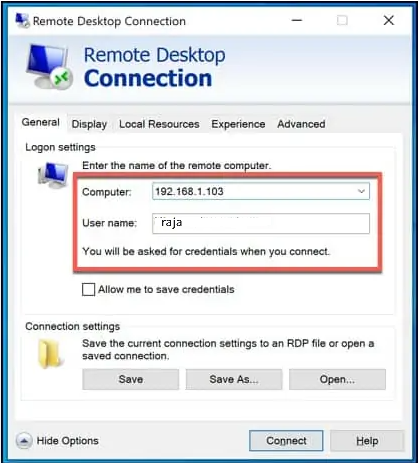 Remote Desktop Connection
Remote Desktop
Connection
General Display Local Resources Experience Advanced
Logon settings
Enter the name of the remote computer.
Computer: 192.168.1.103
User name: raja
You will be asked for credentials when you connect.
Allow me to save credentials
Connection settings
Save the current connection settings to an RDP file or open a
saved connection.
Save Save As... Open...
Hide Options Connect Help